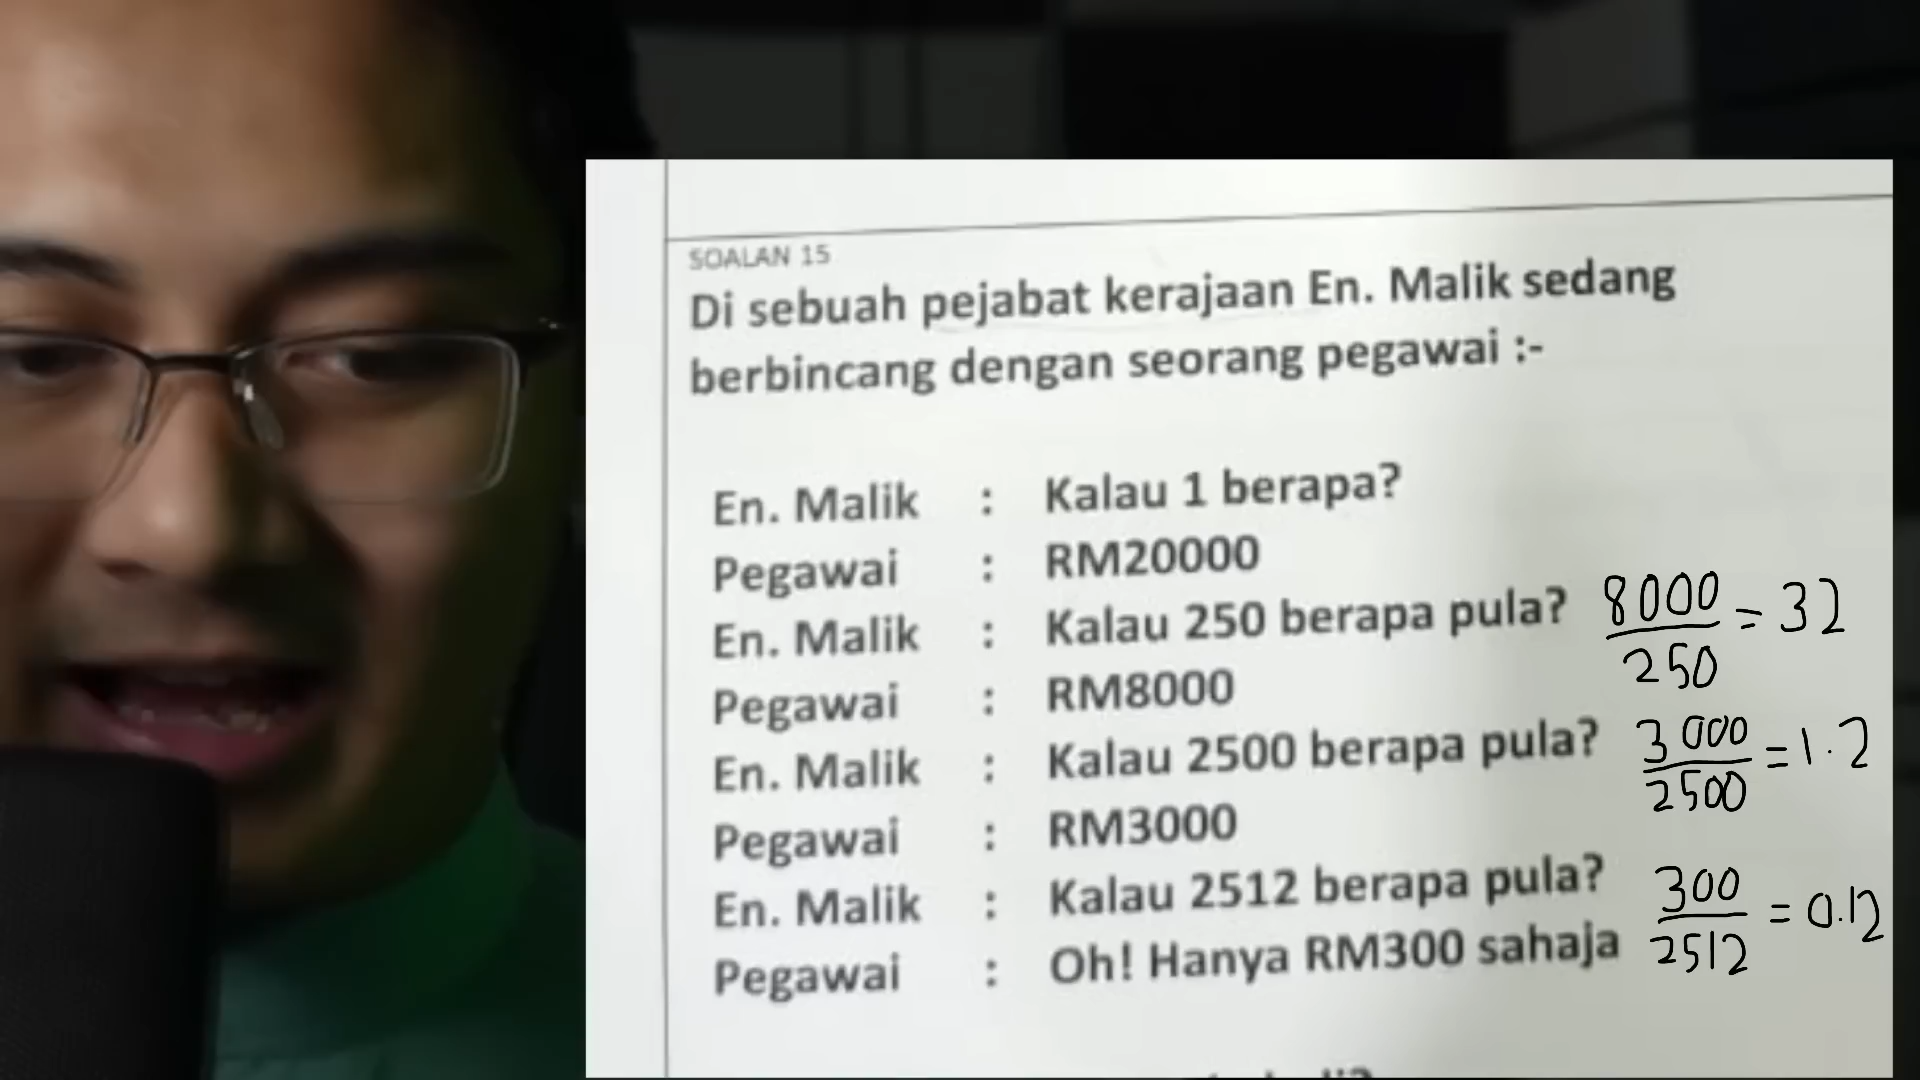 SOALAN 15
Di sebuah pejabat kerajaan En. Malik sedang
berbincang dengan seorang pegawai :-
En. Malik : Kalau 1 berapa?
Pegawai : RM20000
En. Malik : Kalau 250 berapa pula? 8000/250 = 32
Pegawai : RM8000
En. Malik : Kalau 2500 berapa pula? 3000/2500 = 1.2
Pegawai : RM3000
En. Malik : Kalau 2512 berapa pula? 300/2512 = 0.12
Pegawai : Oh! Hanya RM300 sahaja